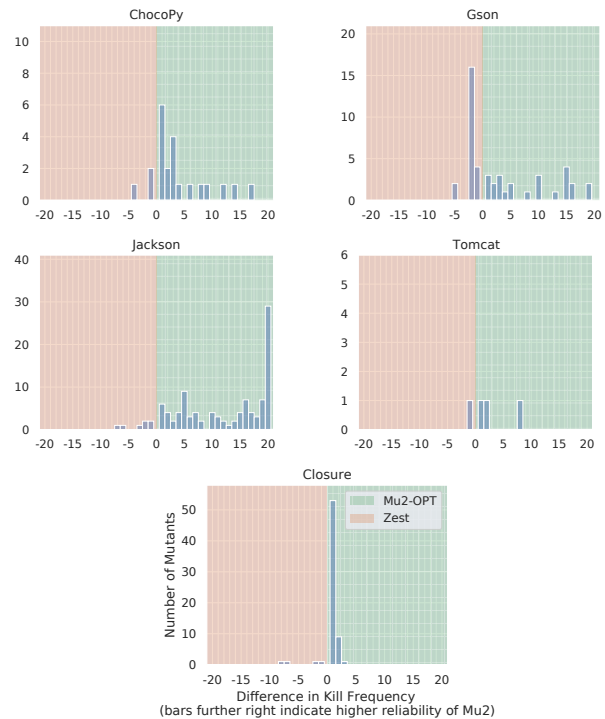 ChocoPy
10
8
6
4
2
0
-20 -15 -10 -5 0 5 10 15 20
Gson
20
15
10
5
0
-20 -15 -10 -5 0 5 10 15 20
Jackson
40
30
20
10
0
-20 -15 -10 -5 0 5 10 15 20
Tomcat
6
5
4
3
2
1
0
-20 -15 -10 -5 0 5 10 15 20
Closure
Mu2-OPT
Zest
Number of Mutants
50
40
30
20
10
0
-20 -15 -10 -5 0 5 10 15 20
Difference in Kill Frequency
(bars further right indicate higher reliability of Mu2)